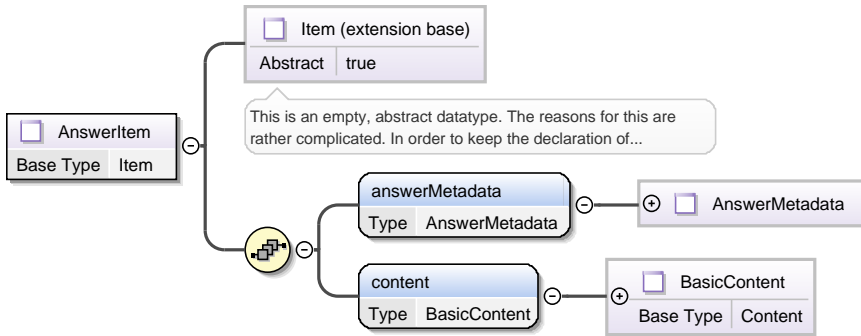 Item (extension base)
Abstract true
This is an empty, abstract datatype. The reasons for this are
rather complicated. In order to keep the declaration of...
AnswerItem
Base Type Item
answerMetadata
Type AnswerMetadata
AnswerMetadata
content
Type BasicContent
BasicContent
Base Type Content